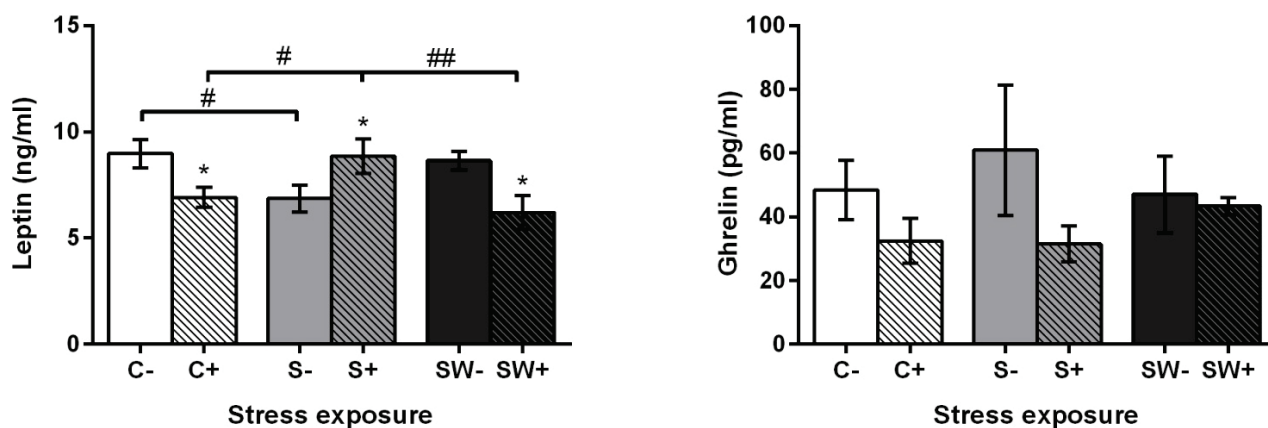 Leptin (ng/ml)
15
10
5
0
#
#
##
*
*
*
C- C+ S- S+ SW- SW+
Stress exposure
Ghrelin (pg/ml)
100
80
60
40
20
0
C- C+ S- S+ SW- SW+
Stress exposure